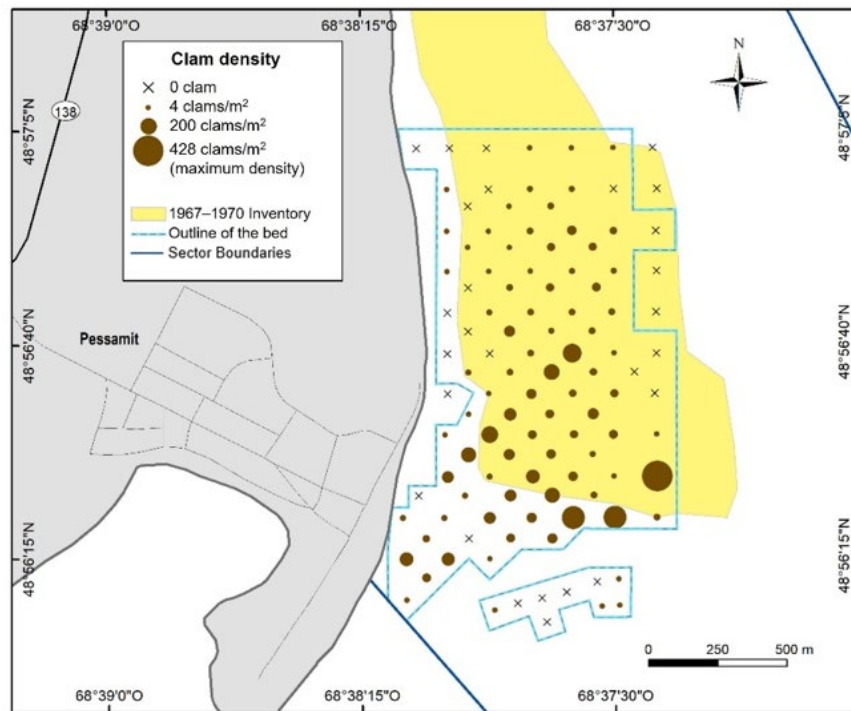 68°39'0"O
68°38'15"O
68°37'30"O
Clam density
0 clam
4 clams/m²
200 clams/m²
428 clams/m²
(maximum density)
1967–1970 Inventory
Outline of the bed
Sector Boundaries
N
138
48°57'5"N
48°57'5"N
Pessamit
48°56'40"N
48°56'40"N
48°56'15"N
48°56'15"N
0 250 500 m
68°39'0"O
68°38'15"O
68°37'30"O